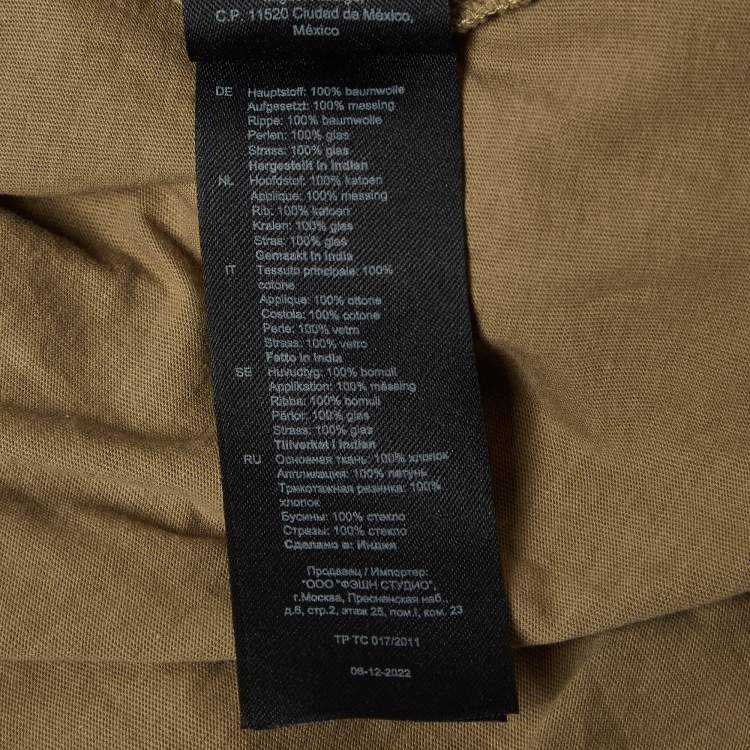 C.P. 11520 Ciudad de México,
México
DE Hauptstoff: 100% baumwolle
Aufgesetzt: 100% messing
Rippe: 100% baumwolle
Perlen: 100% glas
Strass: 100% glas
Hergestellt in Indien
NL Hoofdstof: 100% katoen
Applique: 100% messing
Rib: 100% katoen
Kralen: 100% glas
Stras: 100% glas
Gemaakt in India
IT Tessuto principale: 100%
cotone
Applique: 100% ottone
Costola: 100% cotone
Perle: 100% vetro
Strass: 100% vetro
Fatto in India
SE Huvudtyg: 100% bomull
Applikation: 100% mässing
Ribba: 100% bomull
Pärlor: 100% glas
Strass: 100% glas
Tillverkat i Indien
RU Основная ткань: 100% хлопок
Аппликация: 100% латунь
Трикотажная резинка: 100%
хлопок
Бусины: 100% стекло
Стразы: 100% стекло
Сделано в: Индия
Продавец / Импортер:
"ООО "ФЭШН СТУДИО",
г.Москва, Пресненская наб.,
д.8, стр.2, этаж 25, пом.I, ком. 23
ТР ТС 017/2011
06-12-2022